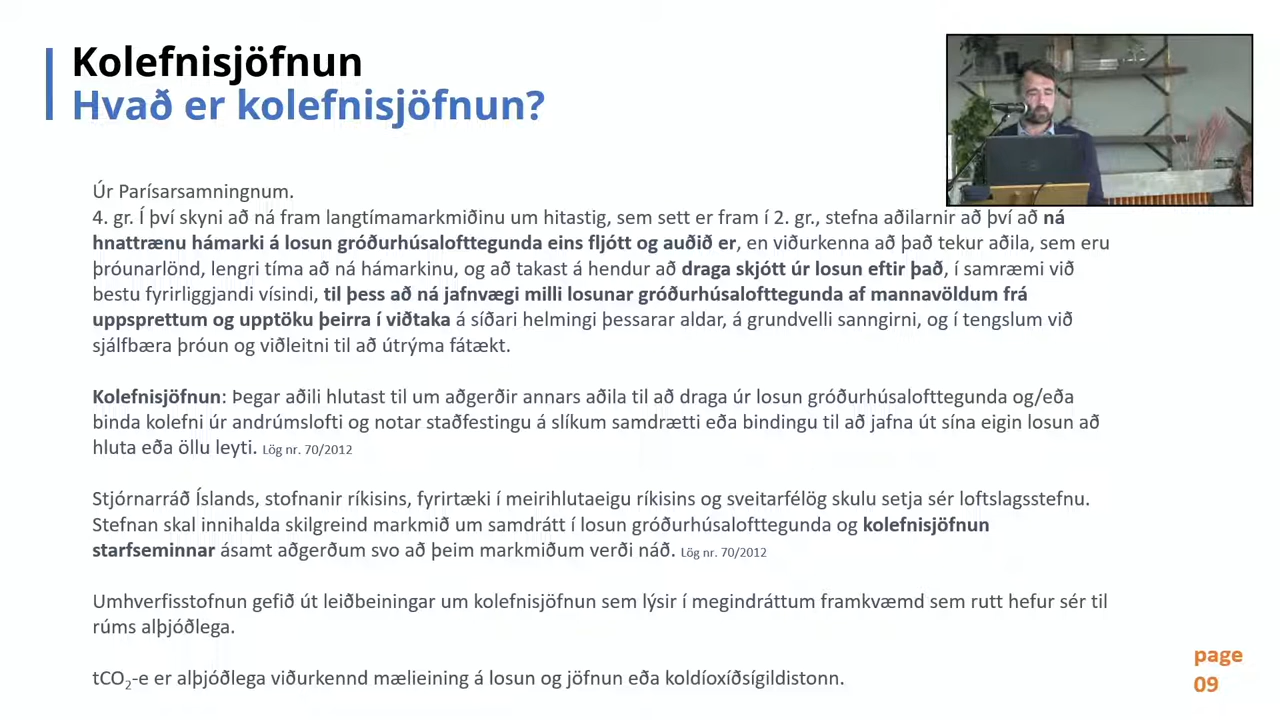 Kolefnisjöfnun
Hvað er kolefnisjöfnun?
Úr Parísarsamningnum.
4. gr. Í því skyni að ná fram langtímamarkmiðinu um hitastig, sem sett er fram í 2. gr., stefna aðilarnir að því að ná
hnattrænu hámarki á losun gróðurhúsalofttegunda eins fljótt og auðið er, en viðurkenna að það tekur aðila, sem eru
þróunarlönd, lengri tíma að ná hámarkinu, og að takast á hendur að draga skjótt úr losun eftir það, í samræmi við
bestu fyrirliggjandi vísindi, til þess að ná jafnvægi milli losunar gróðurhúsalofttegunda af mannavöldum frá
uppsprettum og upptöku þeirra í viðtaka á síðari helmingi þessarar aldar, á grundvelli sanngirni, og í tengslum við
sjálfbæra þróun og viðleitni til að útrýma fátækt.
Kolefnisjöfnun: Þegar aðili hlutast til um aðgerðir annars aðila til að draga úr losun gróðurhúsalofttegunda og/eða
binda kolefni úr andrúmslofti og notar staðfestingu á slíkum samdrætti eða bindingu til að jafna út sína eigin losun að
hluta eða öllu leyti. Lög nr. 70/2012
Stjórnarráð Íslands, stofnanir ríkisins, fyrirtæki í meirihlutaeigu ríkisins og sveitarfélög skulu setja sér loftslagsstefnu.
Stefnan skal innihalda skilgreind markmið um samdrátt í losun gróðurhúsalofttegunda og kolefnisjöfnun
starfseminnar ásamt aðgerðum svo að þeim markmiðum verði náð. Lög nr. 70/2012
Umhverfisstofnun gefið út leiðbeiningar um kolefnisjöfnun sem lýsir í megindráttum framkvæmd sem rutt hefur sér til
rúms alþjóðlega.
tCO₂-e er alþjóðlega viðurkennd mælieining á losun og jöfnun eða koldíoxíðsígildistonn.
page
09